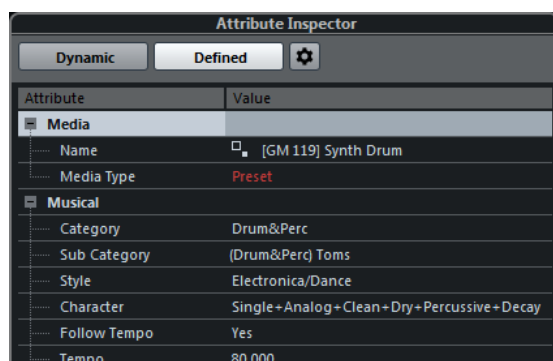 Attribute Inspector
Dynamic Defined
Attribute Value
Media
Name [GM 119] Synth Drum
Media Type Preset
Musical
Category Drum&Perc
Sub Category (Drum&Perc) Toms
Style Electronica/Dance
Character Single+Analog+Clean+Dry+Percussive+Decay
Follow Tempo Yes
Tempo 80.000